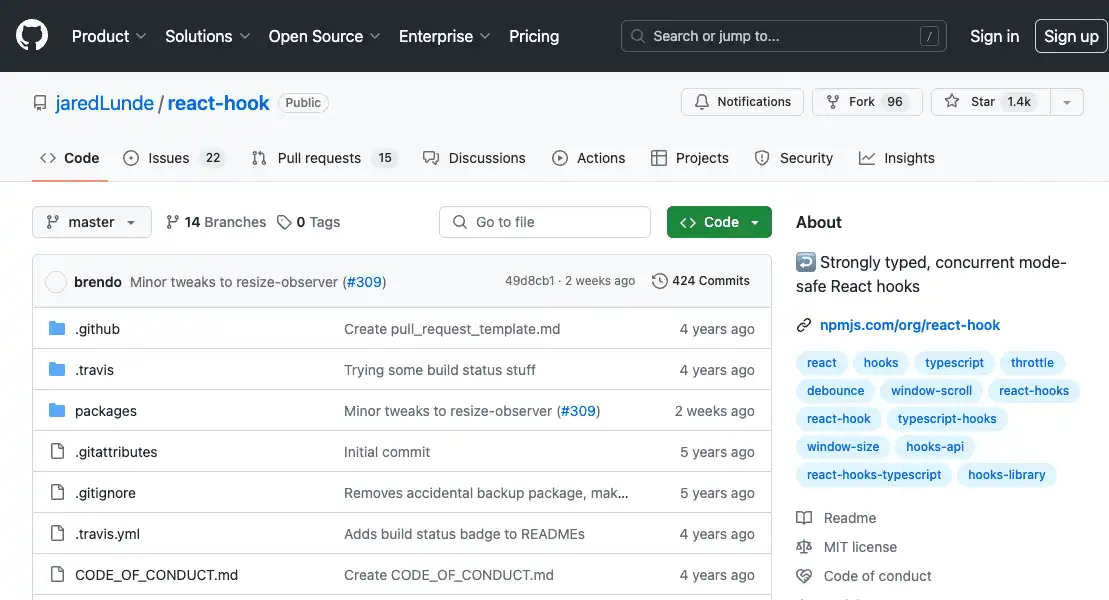 Product Solutions Open Source Enterprise Pricing Search or jump to... / Sign in Sign up
jaredLunde / react-hook Public Notifications Fork 96 Star 1.4k
Code Issues 22 Pull requests 15 Discussions Actions Projects Security Insights
master 14 Branches 0 Tags Go to file Code
brendo Minor tweaks to resize-observer (#309) 49d8cb1 · 2 weeks ago 424 Commits
.github Create pull_request_template.md 4 years ago
.travis Trying some build status stuff 4 years ago
packages Minor tweaks to resize-observer (#309) 2 weeks ago
.gitattributes Initial commit 5 years ago
.gitignore Removes accidental backup package, mak... 5 years ago
.travis.yml Adds build status badge to READMEs 4 years ago
CODE_OF_CONDUCT.md Create CODE_OF_CONDUCT.md 4 years ago
About
Strongly typed, concurrent mode-
safe React hooks
npmjs.com/org/react-hook
react hooks typescript throttle
debounce window-scroll react-hooks
react-hook typescript-hooks
window-size hooks-api
react-hooks-typescript hooks-library
Readme
MIT license
Code of conduct